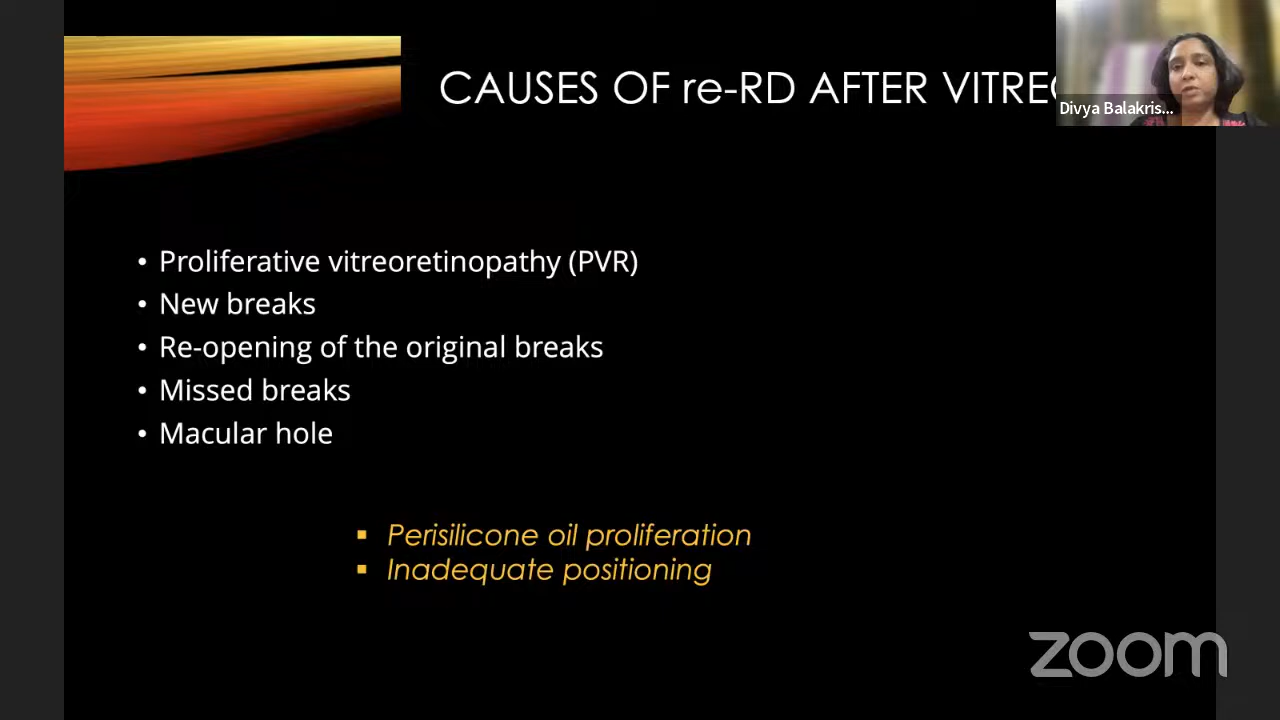 CAUSES OF re-RD AFTER
Divya Balakris...
• Proliferative vitreoretinopathy (PVR)
• New breaks
• Re-opening of the original breaks
• Missed breaks
• Macular hole
▪ Perisilicone oil proliferation
▪ Inadequate positioning
zoom